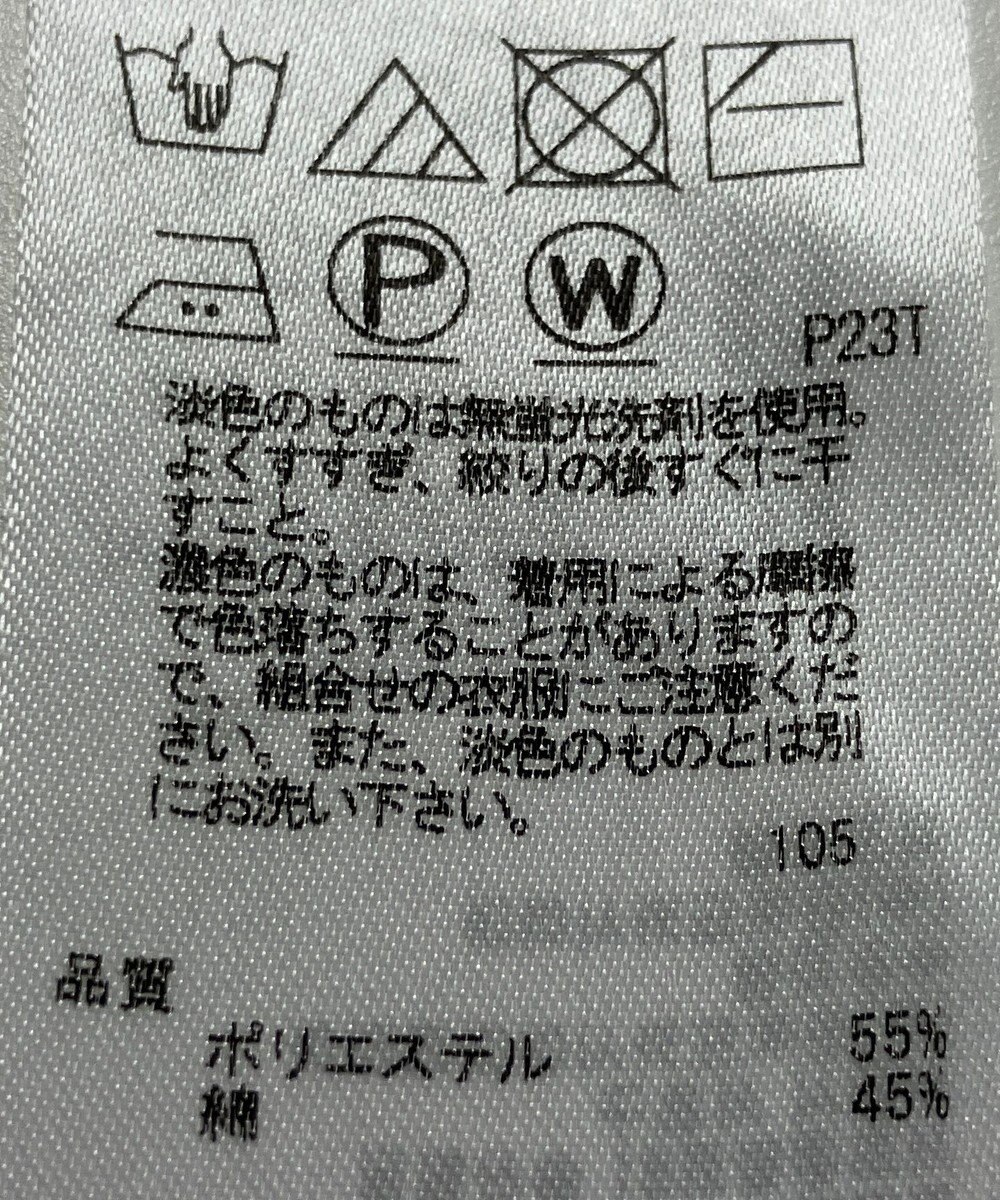 P
W
P23T
淡色のものは無蛍光洗剤を使用。
よくすすぎ、絞りの後すぐに干
すこと。
濃色のものは、着用による摩擦
で色落ちすることがありますの
で、組合せの衣服にご注意くだ
さい。また、淡色のものとは別
にお洗い下さい。
105
品質
ポリエステル 55%
綿 45%